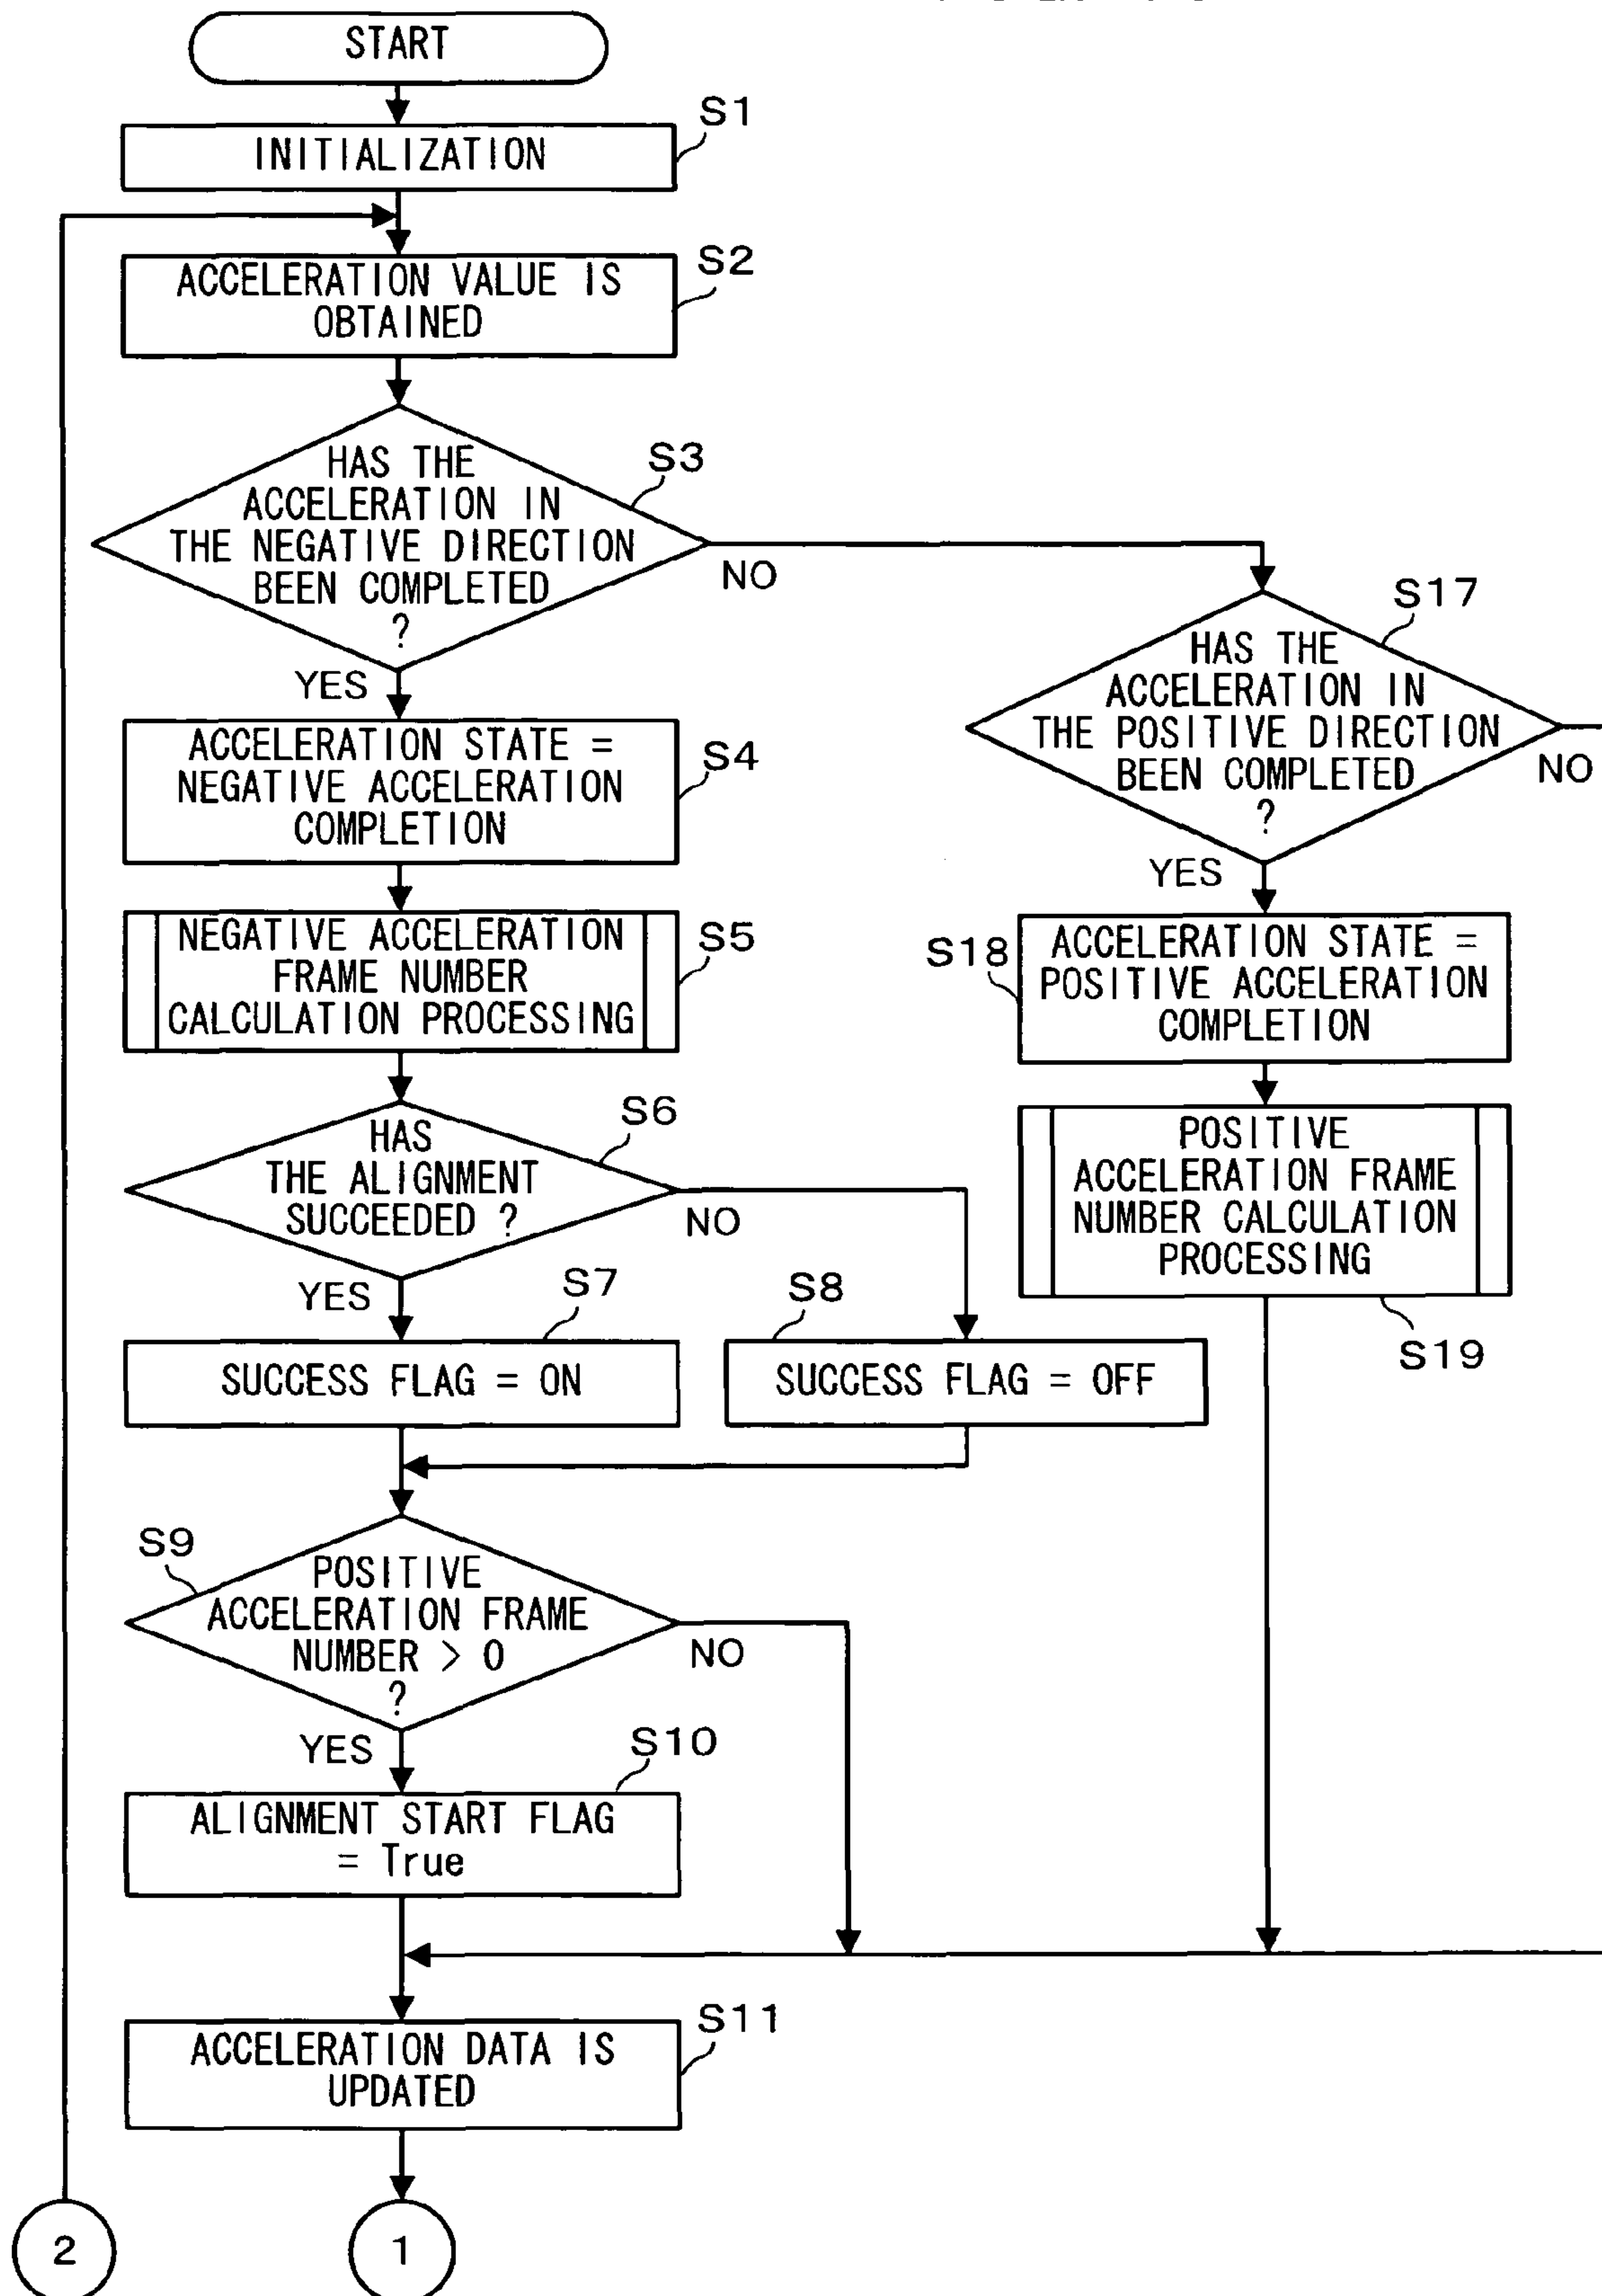 START
S1
INITIALIZATION
S2
ACCELERATION VALUE IS
OBTAINED
S3
HAS THE
ACCELERATION IN
THE NEGATIVE DIRECTION
BEEN COMPLETED
?
NO
YES
S17
HAS THE
ACCELERATION IN
THE POSITIVE DIRECTION
BEEN COMPLETED
?
NO
YES
S4
ACCELERATION STATE =
NEGATIVE ACCELERATION
COMPLETION
S5
NEGATIVE ACCELERATION
FRAME NUMBER
CALCULATION PROCESSING
S18
ACCELERATION STATE =
POSITIVE ACCELERATION
COMPLETION
S6
HAS
THE ALIGNMENT
SUCCEEDED ?
NO
YES
POSITIVE
ACCELERATION FRAME
NUMBER CALCULATION
PROCESSING
S19
S7
SUCCESS FLAG = ON
S8
SUCCESS FLAG = OFF
S9
POSITIVE
ACCELERATION FRAME
NUMBER > 0
?
NO
YES
S10
ALIGNMENT START FLAG
= True
S11
ACCELERATION DATA IS
UPDATED
2
1